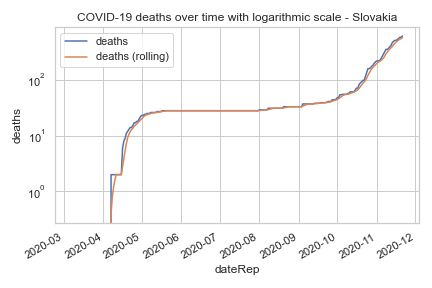 COVID-19 deaths over time with logarithmic scale - Slovakia
deaths
deaths (rolling)
10²
10¹
10⁰
deaths
2020-03
2020-04
2020-05
2020-06
2020-07
2020-08
2020-09
2020-10
2020-11
2020-12
dateRep